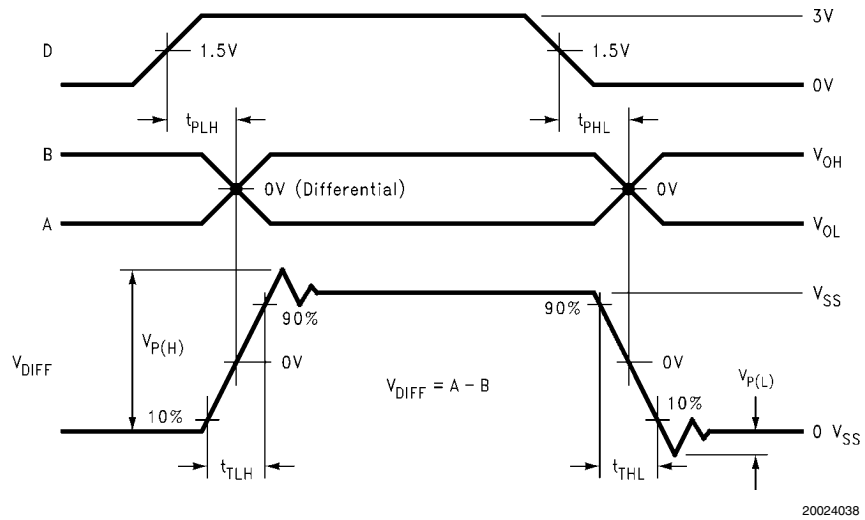 3V
D
1.5V
1.5V
0V
tPLH
tPHL
B
VOH
0V (Differential)
0V
A
VOL
VSS
90%
90%
VP(H)
VDIFF
0V
0V
VP(L)
VDIFF = A - B
10%
10%
0 VSS
tTLH
tTHL
20024038